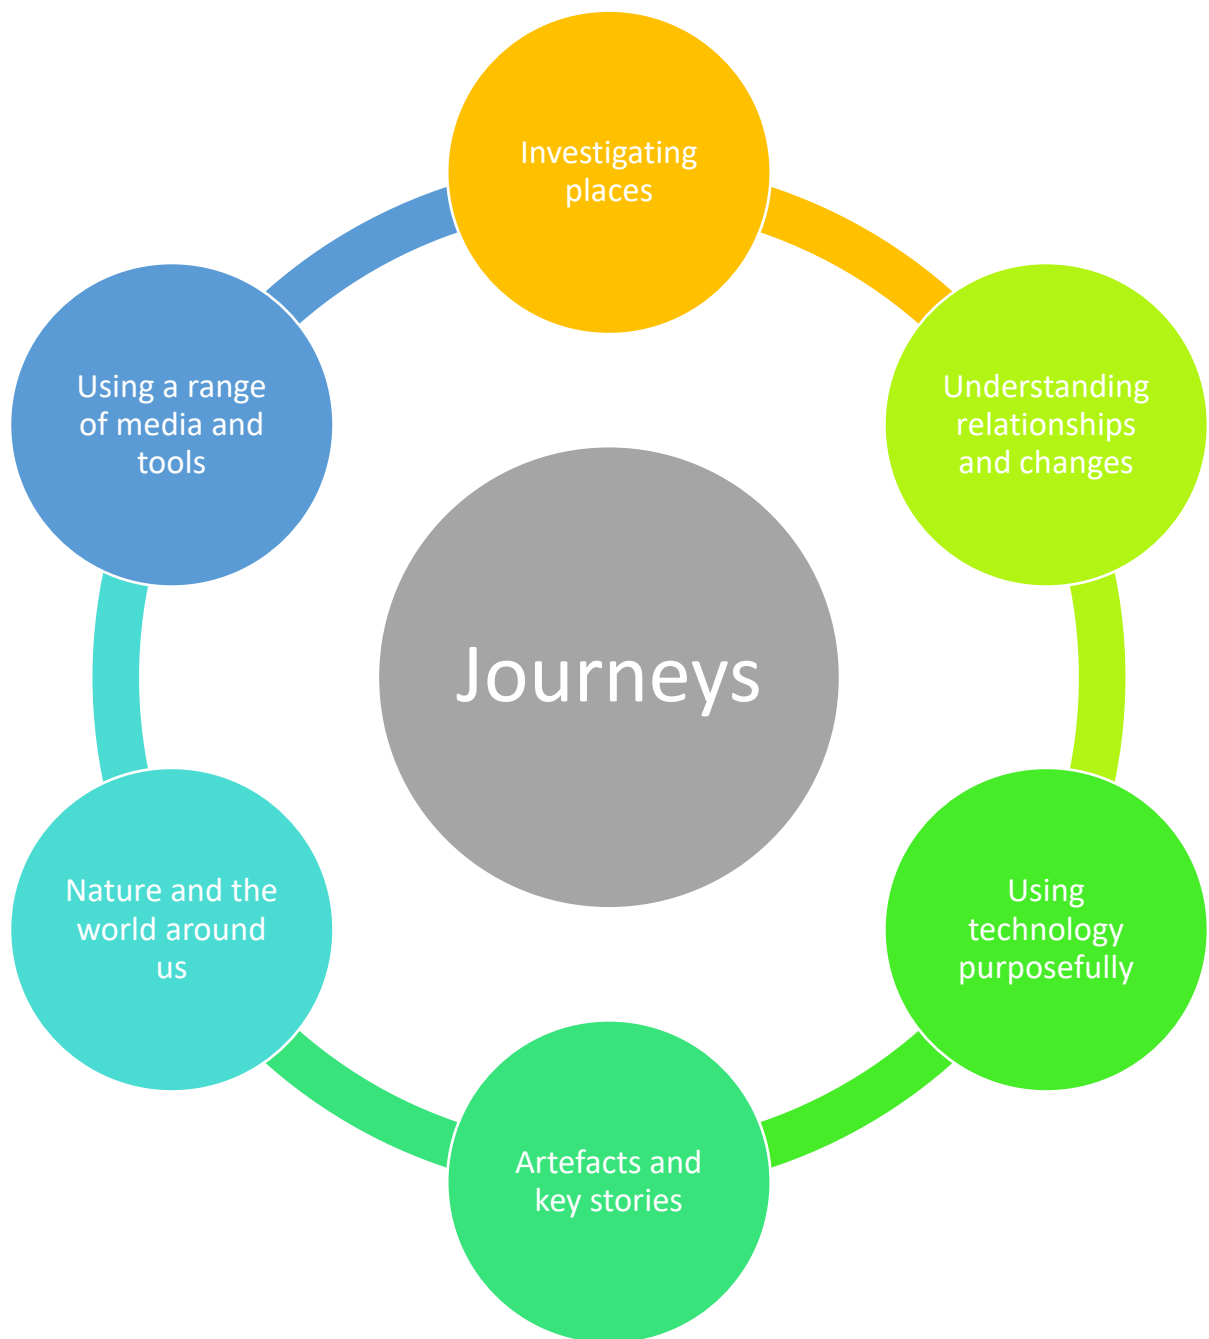 Investigating
places
Understanding
relationships
and changes
Using
technology
purposefully
Artefacts and
key stories
Nature and the
world around
us
Using a range
of media and
tools
Journeys